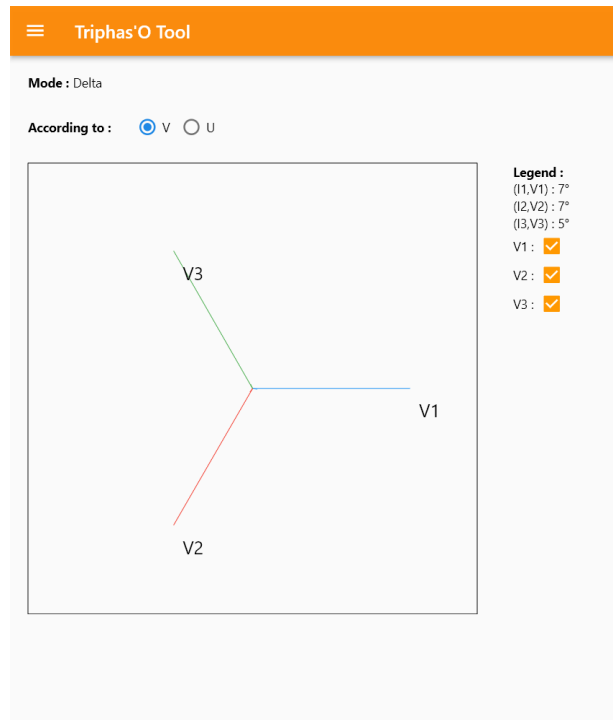 Triphas'O Tool
Mode : Delta
According to : V U
Legend :
(I1,V1) : 7°
(I2,V2) : 7°
(I3,V3) : 5°
V1 :
V2 :
V3 :
V3
V1
V2